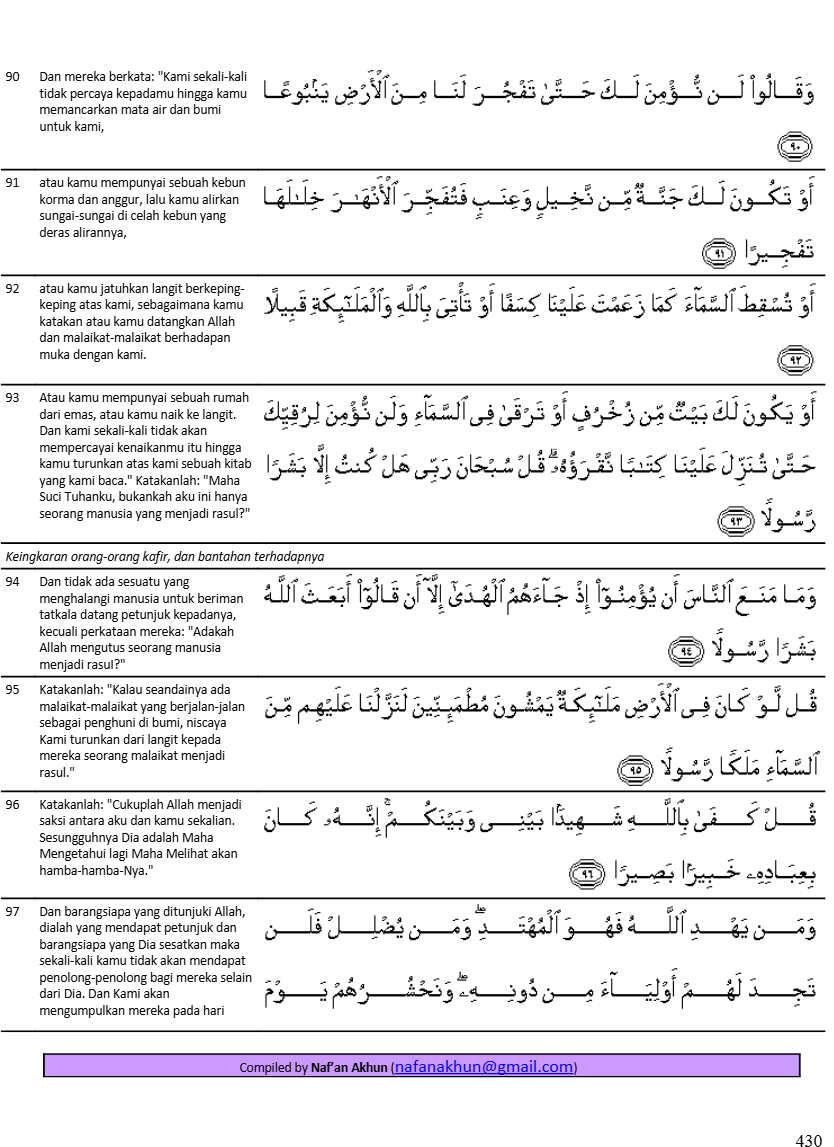 90
Dan mereka berkata: "Kami sekali-kali
tidak percaya kepadamu hingga kamu
memancarkan mata air dan bumi
untuk kami,
وَقَالُوا۟ لَن نُّؤْمِنَ لَكَ حَتَّىٰ تَفْجُرَ لَنَا مِنَ ٱلْأَرْضِ يَنۢبُوعًا
٩٠
91
atau kamu mempunyai sebuah kebun
korma dan anggur, lalu kamu alirkan
sungai-sungai di celah kebun yang
deras alirannya,
أَوْ تَكُونَ لَكَ جَنَّةٌ مِّن نَّخِيلٍ وَعِنَبٍ فَتُفَجِّرَ ٱلْأَنْهَـٰرَ خِلَـٰلَهَا
تَفْجِيرًا ٩١
92
atau kamu jatuhkan langit berkeping-
keping atas kami, sebagaimana kamu
katakan atau kamu datangkan Allah
dan malaikat-malaikat berhadapan
muka dengan kami.
أَوْ تُسْقِطَ ٱلسَّمَآءَ كَمَا زَعَمْتَ عَلَيْنَا كِسَفًا أَوْ تَأْتِىَ بِٱللَّهِ وَٱلْمَلَـٰٓئِكَةِ قَبِيلًا
٩٢
93
Atau kamu mempunyai sebuah rumah
dari emas, atau kamu naik ke langit.
Dan kami sekali-kali tidak akan
mempercayai kenaikanmu itu hingga
kamu turunkan atas kami sebuah kitab
yang kami baca." Katakanlah: "Maha
Suci Tuhanku, bukankah aku ini hanya
seorang manusia yang menjadi rasul?"
أَوْ يَكُونَ لَكَ بَيْتٌ مِّن زُخْرُفٍ أَوْ تَرْقَىٰ فِى ٱلسَّمَآءِ وَلَن نُّؤْمِنَ لِرُقِيِّكَ
حَتَّىٰ تُنَزِّلَ عَلَيْنَا كِتَـٰبًا نَّقْرَؤُهُۥ ۗ قُلْ سُبْحَانَ رَبِّى هَلْ كُنتُ إِلَّا بَشَرًا
رَّسُولًا ٩٣
Keingkaran orang-orang kafir, dan bantahan terhadapnya
94
Dan tidak ada sesuatu yang
menghalangi manusia untuk beriman
tatkala datang petunjuk kepadanya,
kecuali perkataan mereka: "Adakah
Allah mengutus seorang manusia
menjadi rasul?"
وَمَا مَنَعَ ٱلنَّاسَ أَن يُؤْمِنُوٓا۟ إِذْ جَآءَهُمُ ٱلْهُدَىٰٓ إِلَّآ أَن قَالُوٓا۟ أَبَعَثَ ٱللَّهُ
بَشَرًا رَّسُولًا ٩٤
95
Katakanlah: "Kalau seandainya ada
malaikat-malaikat yang berjalan-jalan
sebagai penghuni di bumi, niscaya
Kami turunkan dari langit kepada
mereka seorang malaikat menjadi
rasul."
قُل لَّوْ كَانَ فِى ٱلْأَرْضِ مَلَـٰٓئِكَةٌ يَمْشُونَ مُطْمَئِنِّينَ لَنَزَّلْنَا عَلَيْهِم مِّنَ
ٱلسَّمَآءِ مَلَكًا رَّسُولًا ٩٥
96
Katakanlah: "Cukuplah Allah menjadi
saksi antara aku dan kamu sekalian.
Sesungguhnya Dia adalah Maha
Mengetahui lagi Maha Melihat akan
hamba-hamba-Nya."
قُلْ كَفَىٰ بِٱللَّهِ شَهِيدًۢا بَيْنِى وَبَيْنَكُمْ ۚ إِنَّهُۥ كَانَ
بِعِبَادِهِۦ خَبِيرًۢا بَصِيرًا ٩٦
97
Dan barangsiapa yang ditunjuki Allah,
dialah yang mendapat petunjuk dan
barangsiapa yang Dia sesatkan maka
sekali-kali kamu tidak akan mendapat
penolong-penolong bagi mereka selain
dari Dia. Dan Kami akan
mengumpulkan mereka pada hari
وَمَن يَهْدِ ٱللَّهُ فَهُوَ ٱلْمُهْتَدِ ۖ وَمَن يُضْلِلْ فَلَن
تَجِدَ لَهُمْ أَوْلِيَآءَ مِن دُونِهِۦ ۖ وَنَحْشُرُهُمْ يَوْمَ
Compiled by Naf'an Akhun (nafanakhun@gmail.com)
430